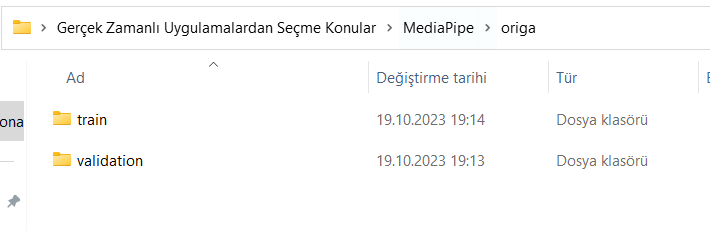 Gerçek Zamanlı Uygulamalardan Seçme Konular > MediaPipe > origa
Ad Değiştirme tarihi Tür
ona
train 19.10.2023 19:14 Dosya klasörü
validation 19.10.2023 19:13 Dosya klasörü